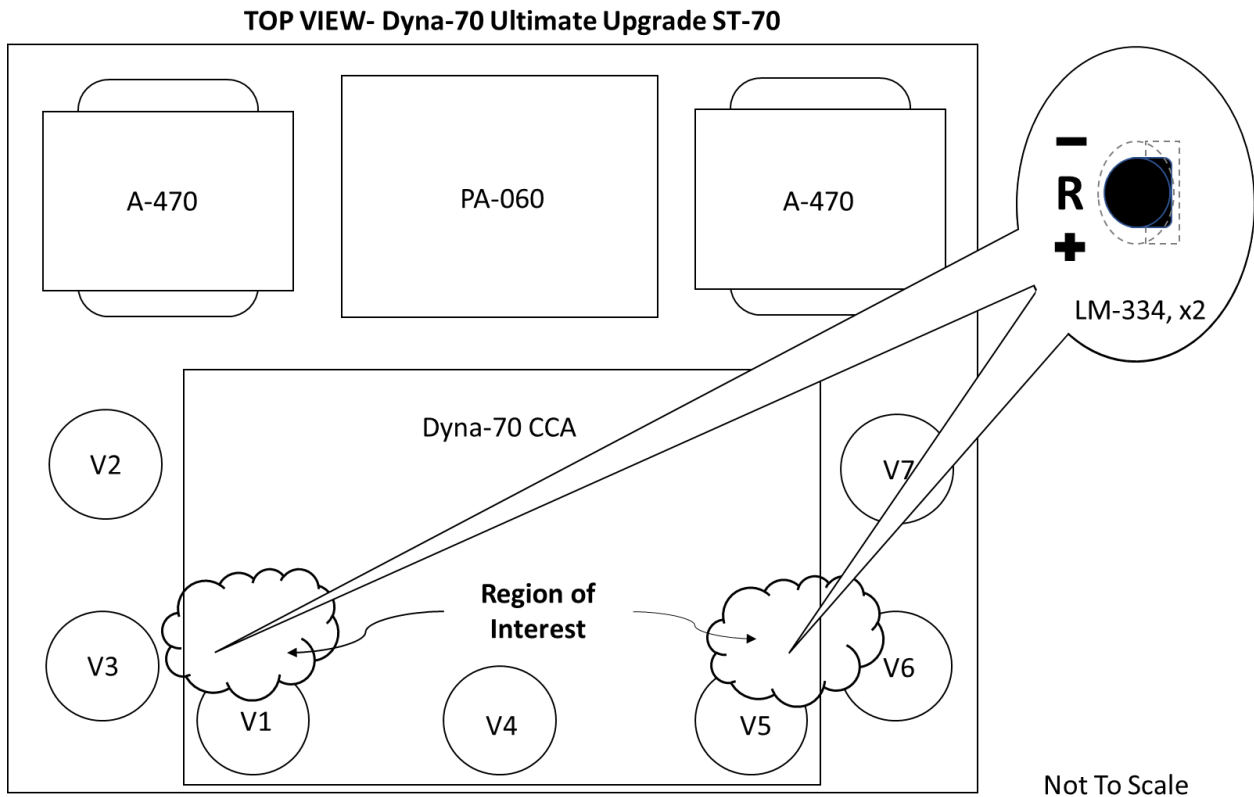 TOP VIEW- Dyna-70 Ultimate Upgrade ST-70
A-470
PA-060
A-470
−
R
+
LM-334, x2
Dyna-70 CCA
V2
V7
Region of
Interest
V3
V6
V1
V4
V5
Not To Scale